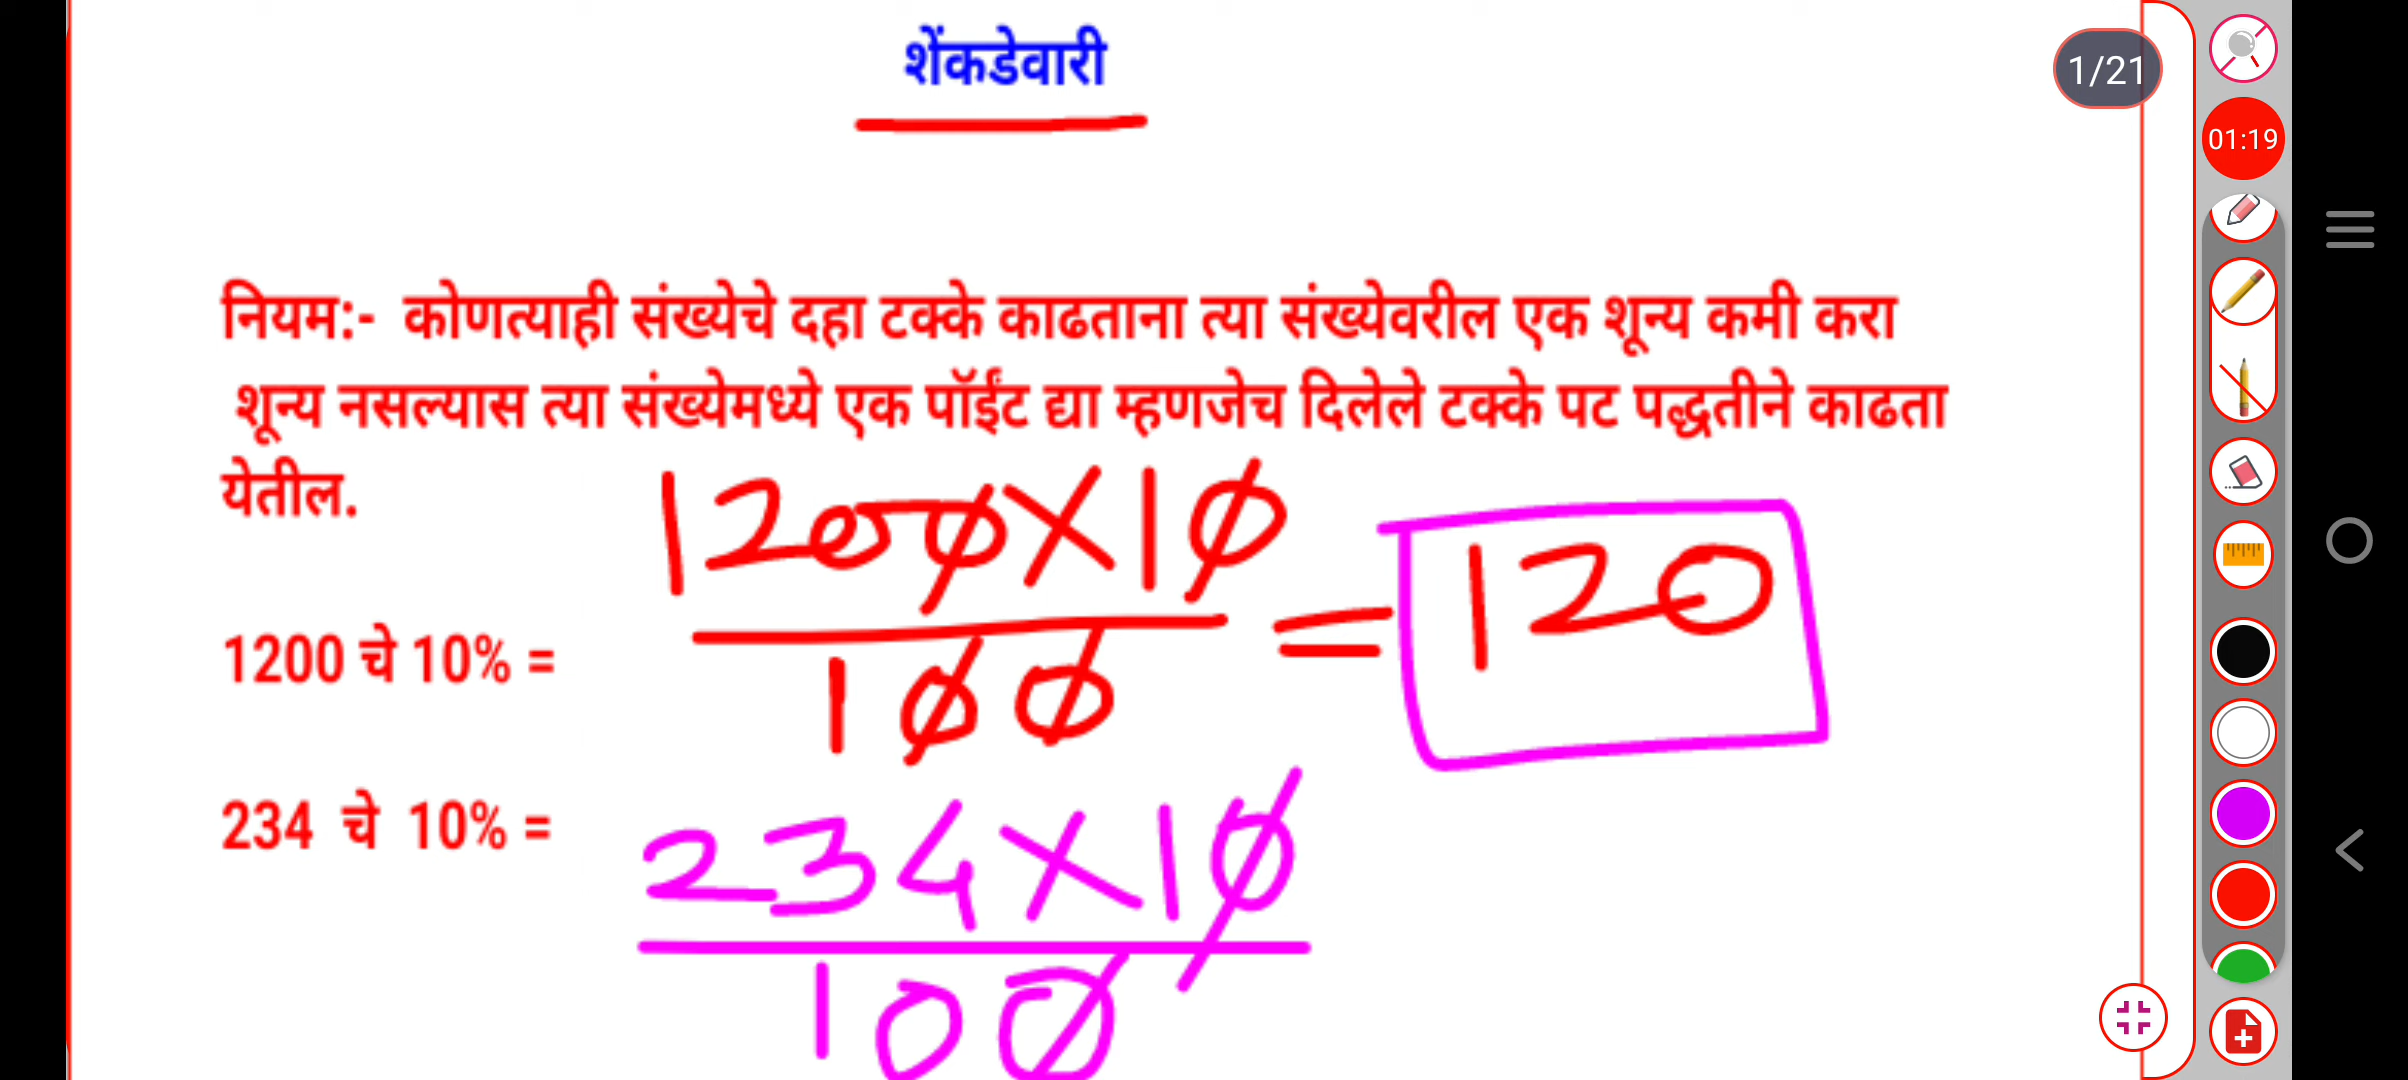 शेंकडेवारी
1/21
01:19
नियम:- कोणत्याही संख्येचे दहा टक्के काढताना त्या संख्येवरील एक शून्य कमी करा
शून्य नसल्यास त्या संख्येमध्ये एक पॉईंट द्या म्हणजेच दिलेले टक्के पट पद्धतीने काढता
येतील.
1200 चे 10% = 1200×10 / 100 = 120
234 चे 10% = 234×10 / 100